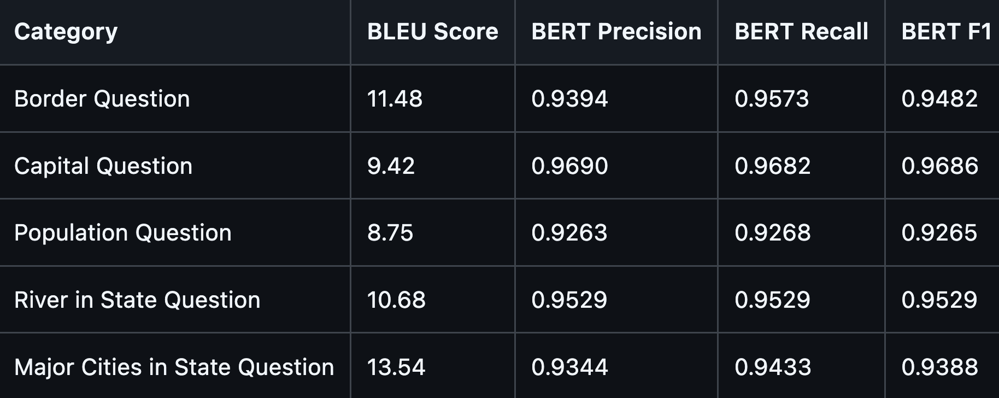 Category BLEU Score BERT Precision BERT Recall BERT F1
Border Question 11.48 0.9394 0.9573 0.9482
Capital Question 9.42 0.9690 0.9682 0.9686
Population Question 8.75 0.9263 0.9268 0.9265
River in State Question 10.68 0.9529 0.9529 0.9529
Major Cities in State Question 13.54 0.9344 0.9433 0.9388